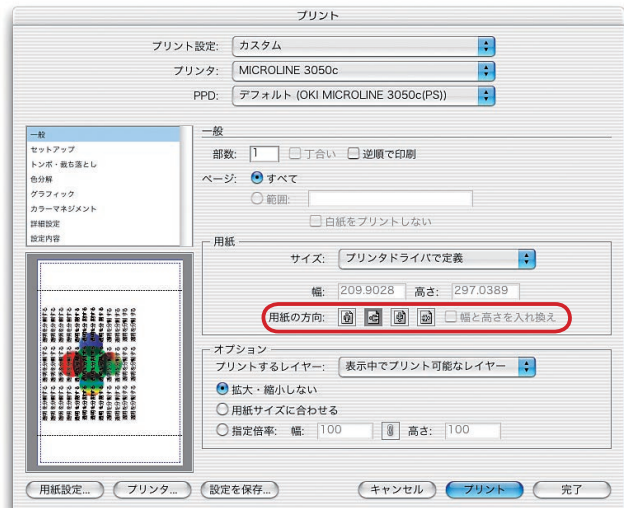 プリント
プリント設定: カスタム
プリンタ: MICROLINE 3050c
PPD: デフォルト (OKI MICROLINE 3050c(PS))
一般
セットアップ
トンボ・裁ち落とし
色分解
グラフィック
カラーマネジメント
詳細設定
設定内容
一般
部数: 1 丁合い 逆順で印刷
ページ: すべて
範囲:
白紙をプリントしない
用紙
サイズ: プリンタドライバで定義
幅: 209.9028 高さ: 297.0389
用紙の方向: 幅と高さを入れ換え
オプション
プリントするレイヤー: 表示中でプリント可能なレイヤー
拡大・縮小しない
用紙サイズに合わせる
指定倍率: 幅: 100 高さ: 100
用紙設定... プリンタ... 設定を保存... キャンセル プリント 完了